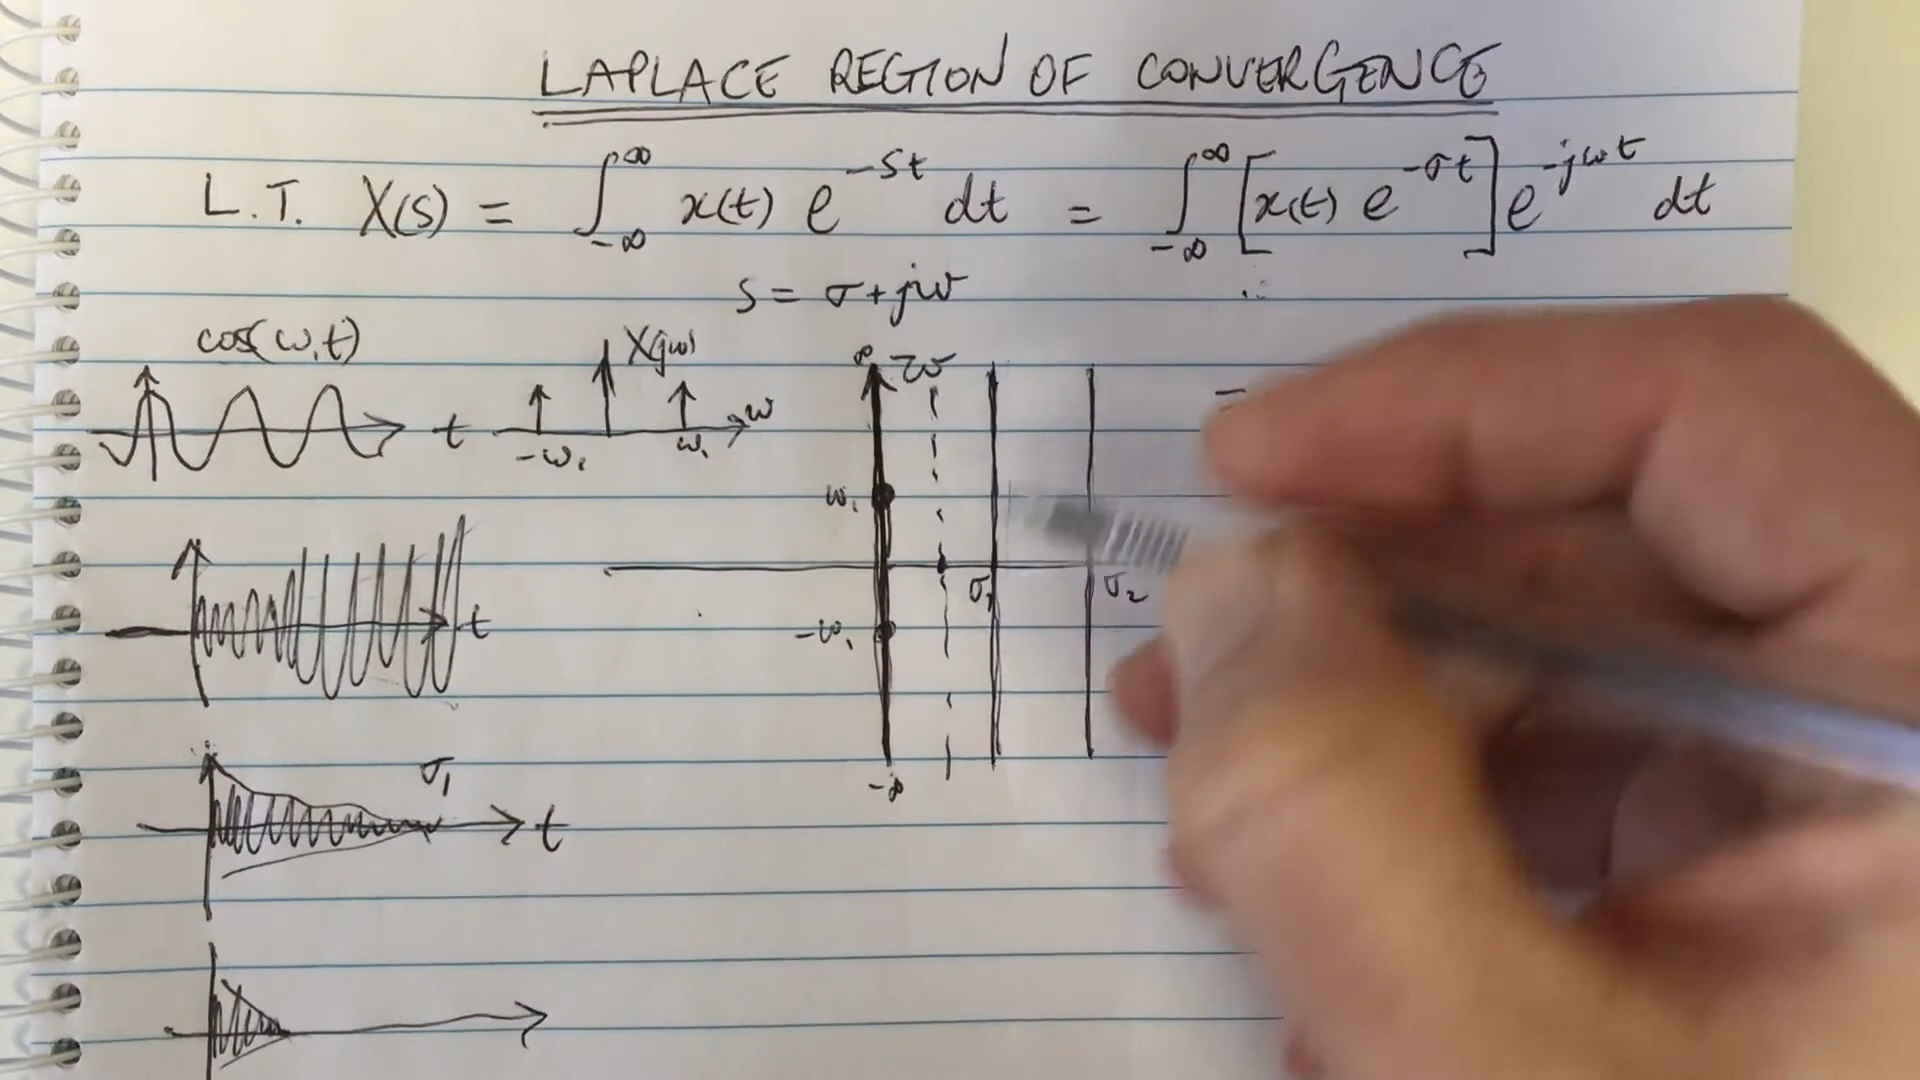 LAPLACE REGION OF CONVERGENCE
L.T. X(s) = ∫_{-∞}^{∞} x(t) e^{-st} dt = ∫_{-∞}^{∞} [x(t) e^{-σt}] e^{-jωt} dt
s = σ + jω
cos(ω₁t)
X(jω)
t
-ω₁
ω₁
ω
∞
ω₁
-ω₁
σ₁
σ₂
-∞
t
σ₁
t